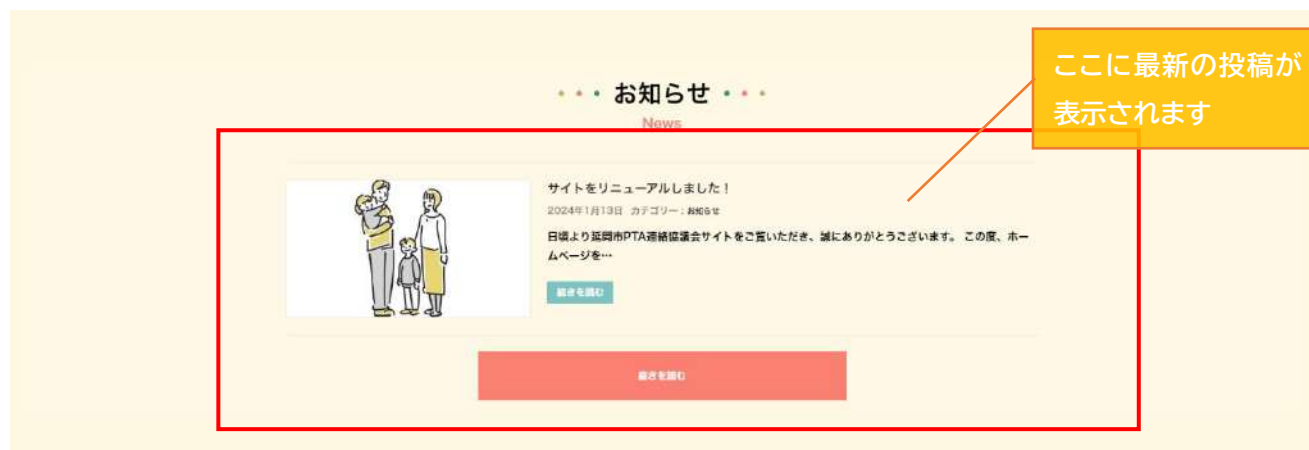 ここに最新の投稿が
表示されます
お知らせ
News
サイトをリニューアルしました！
2024年1月13日 カテゴリー：お知らせ
日頃より延岡市PTA連絡協議会サイトをご覧いただき、誠にありがとうございます。 この度、ホー
ムページを…
続きを読む
続きを読む